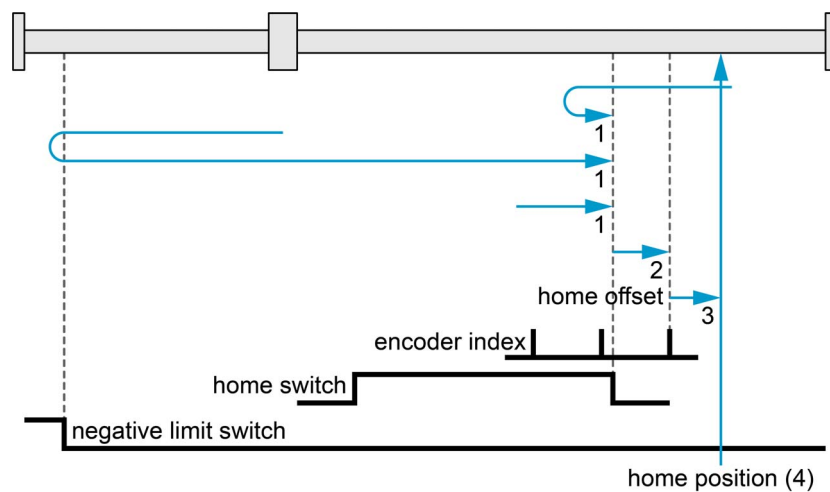 1
1
1
2
home offset
3
encoder index
home switch
negative limit switch
home position (4)